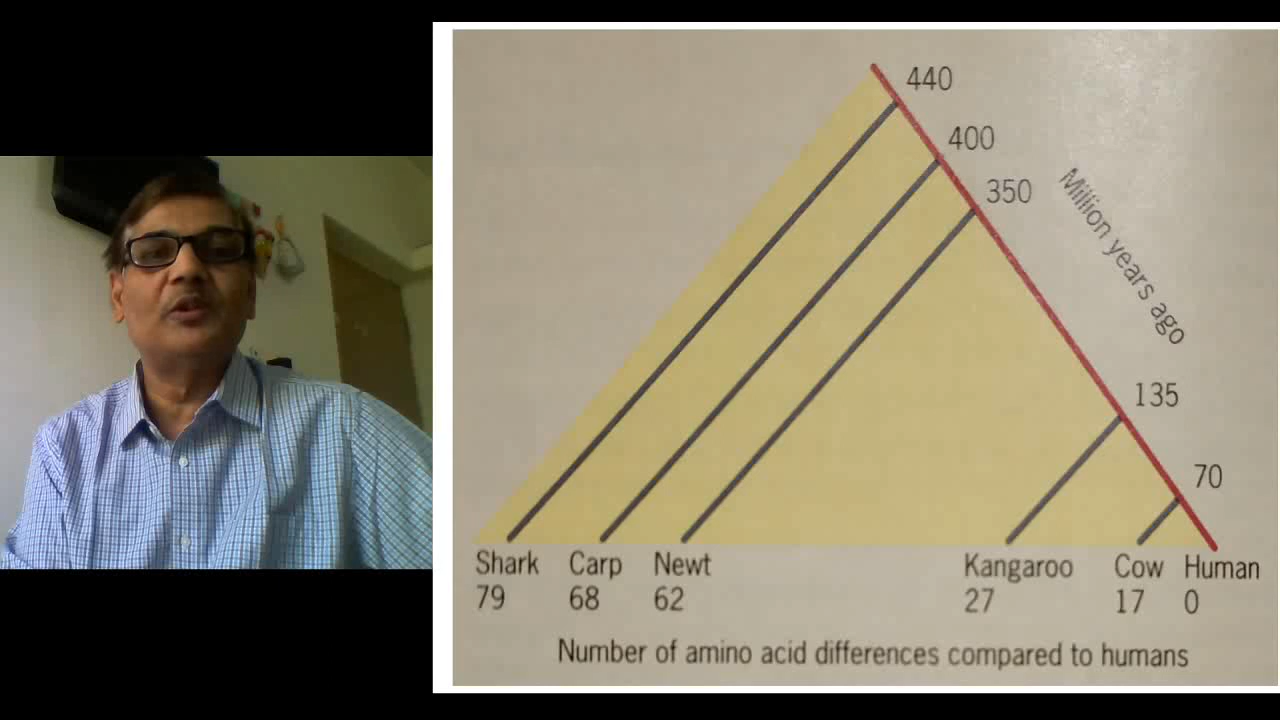 440
400
350
Million years ago
135
70
Shark Carp Newt Kangaroo Cow Human
79 68 62 27 17 0
Number of amino acid differences compared to humans